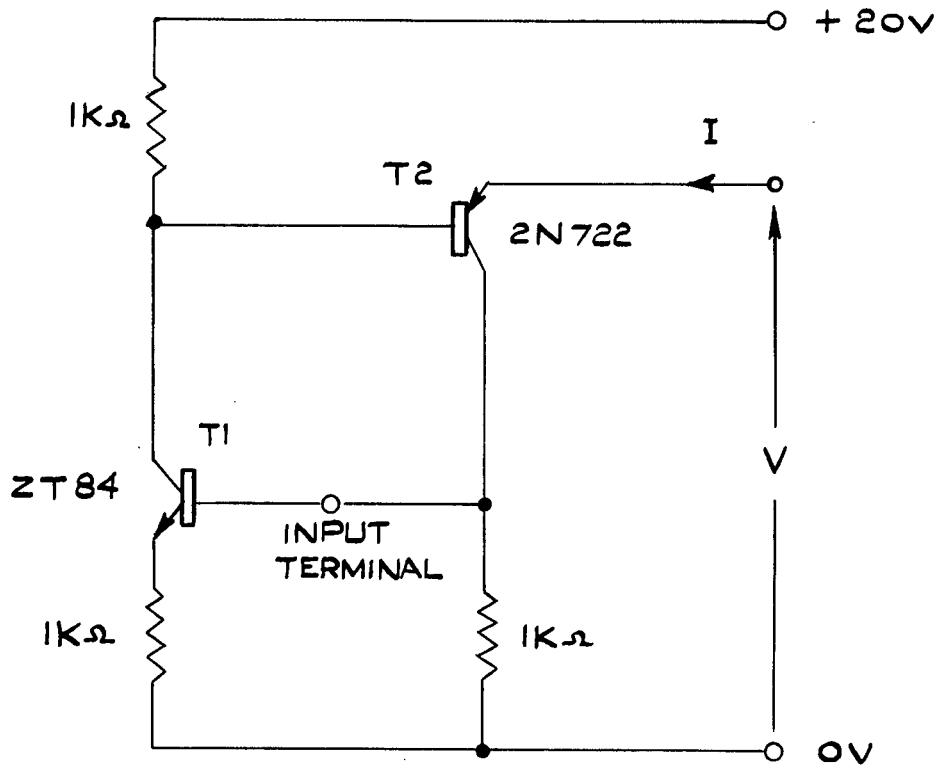 + 20V
1KΩ
I
T2
2N722
T1
ZT84
V
INPUT
TERMINAL
1KΩ
1KΩ
0V